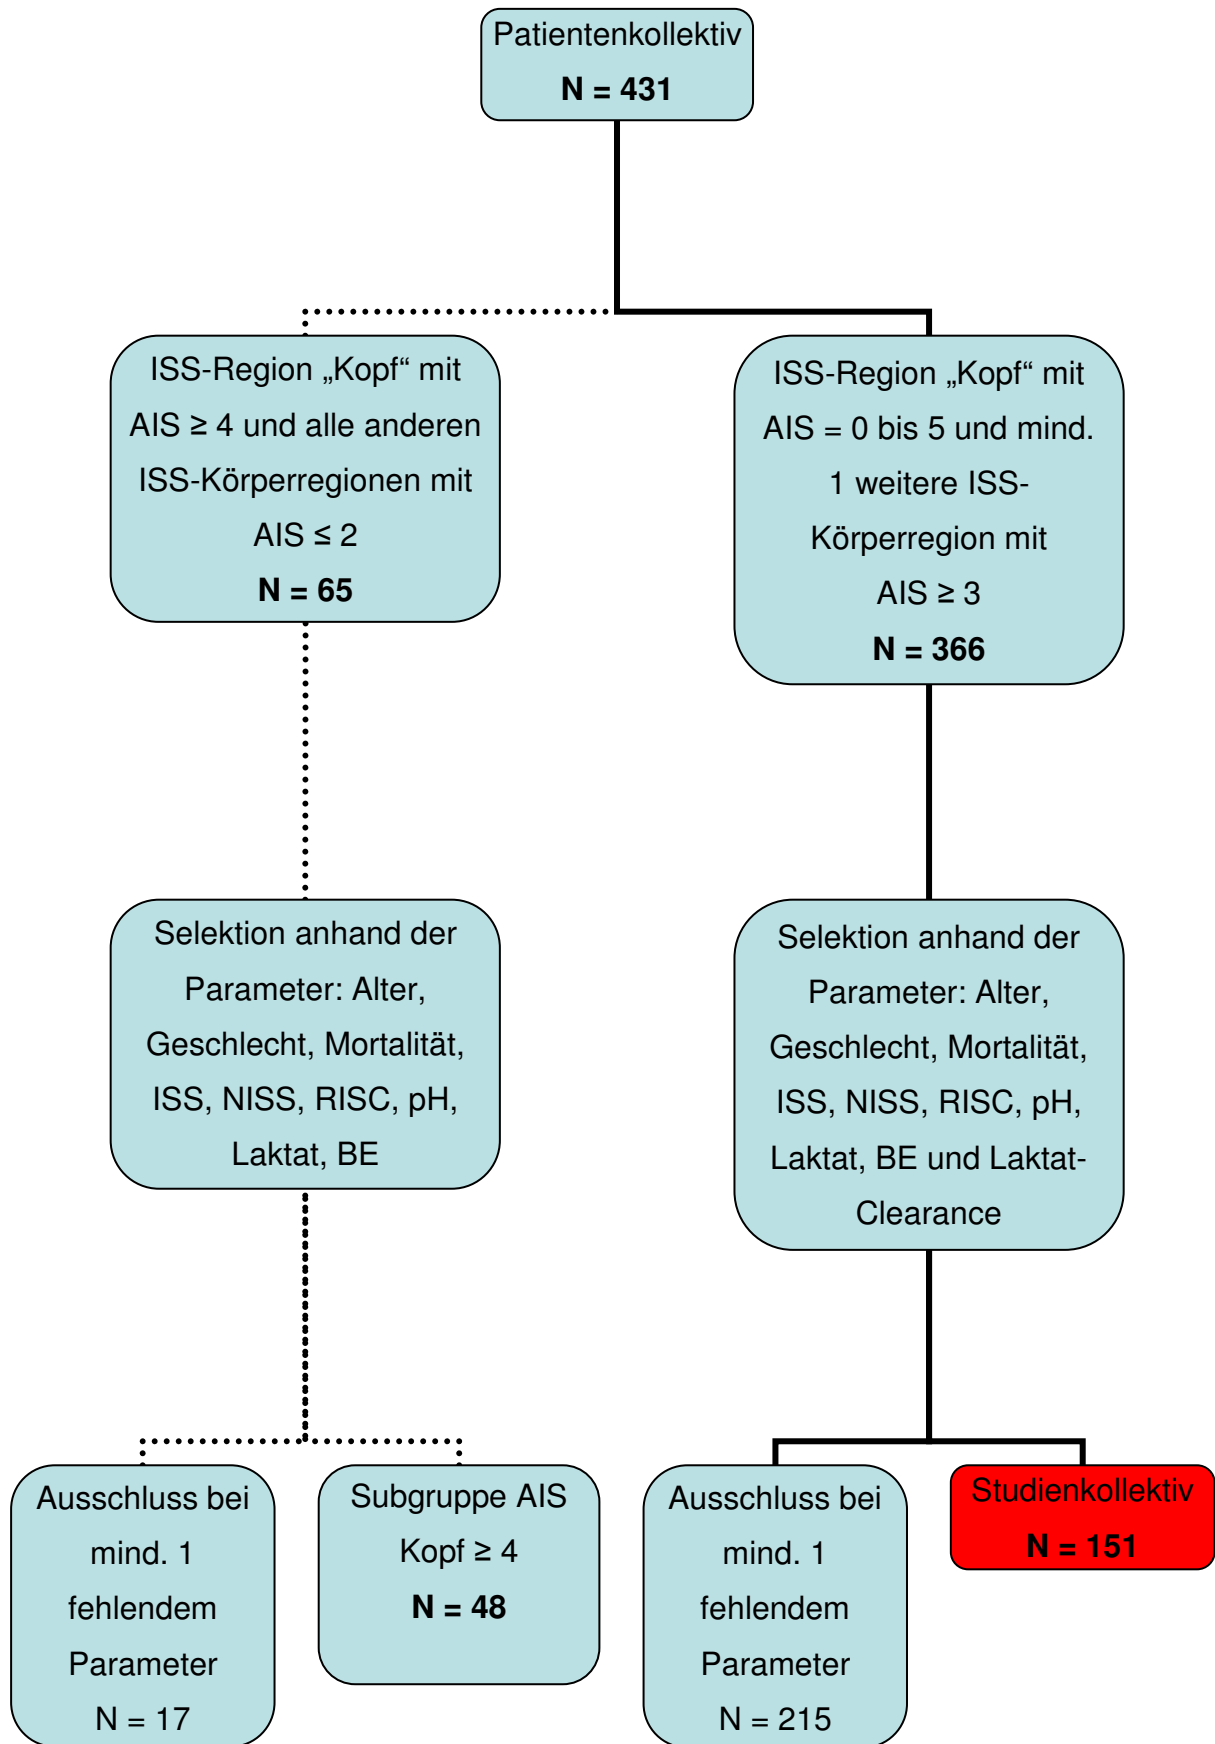 Patientenkollektiv
N = 431
ISS-Region „Kopf“ mit
AIS ≥ 4 und alle anderen
ISS-Körperregionen mit
AIS ≤ 2
N = 65
ISS-Region „Kopf“ mit
AIS = 0 bis 5 und mind.
1 weitere ISS-
Körperregion mit
AIS ≥ 3
N = 366
Selektion anhand der
Parameter: Alter,
Geschlecht, Mortalität,
ISS, NISS, RISC, pH,
Laktat, BE
Selektion anhand der
Parameter: Alter,
Geschlecht, Mortalität,
ISS, NISS, RISC, pH,
Laktat, BE und Laktat-
Clearance
Ausschluss bei
mind. 1
fehlendem
Parameter
N = 17
Subgruppe AIS
Kopf ≥ 4
N = 48
Ausschluss bei
mind. 1
fehlendem
Parameter
N = 215
Studienkollektiv
N = 151